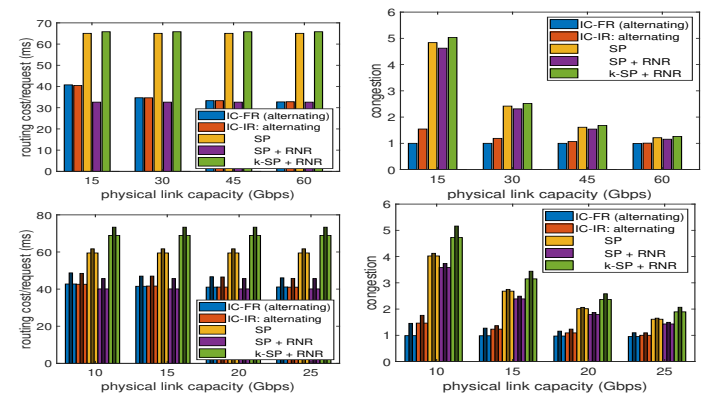 routing cost/request (ms)
70
60
50
40
30
20
10
0
IC-FR (alternating)
IC-IR: alternating
SP
SP + RNR
k-SP + RNR
15 30 45 60
physical link capacity (Gbps)
congestion
6
5
4
3
2
1
0
IC-FR (alternating)
IC-IR: alternating
SP
SP + RNR
k-SP + RNR
15 30 45 60
physical link capacity (Gbps)
routing cost/request (ms)
80
60
40
20
0
IC-FR (alternating)
IC-IR: alternating
SP
SP + RNR
k-SP + RNR
10 15 20 25
physical link capacity (Gbps)
congestion
6
5
4
3
2
1
0
IC-FR (alternating)
IC-IR: alternating
SP
SP + RNR
k-SP + RNR
10 15 20 25
physical link capacity (Gbps)